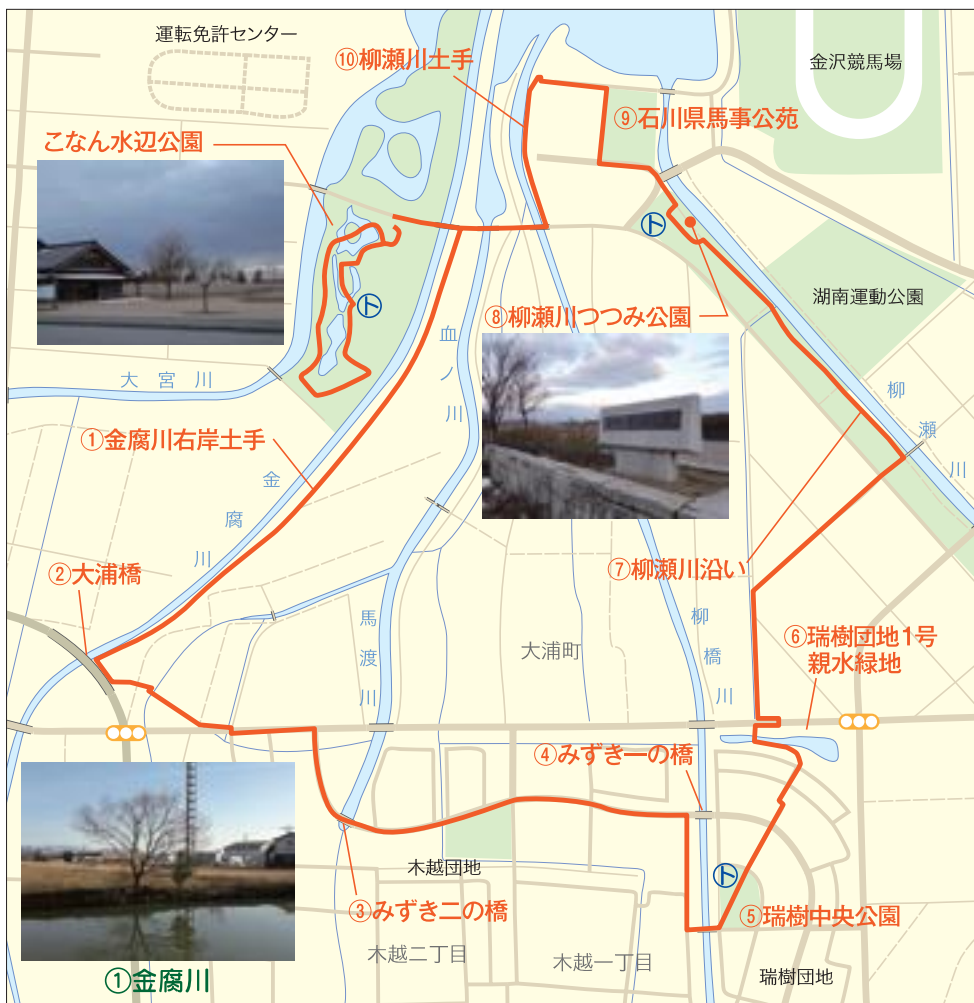 運転免許センター
金沢競馬場
⑩柳瀬川土手
⑨石川県馬事公苑
こなん水辺公園
ト
湖南運動公園
ト
⑧柳瀬川つつみ公園
血ノ川
大宮川
柳瀬川
①金腐川右岸土手
金腐川
②大浦橋
⑦柳瀬川沿い
馬渡川
大浦町
柳橋川
⑥瑞樹団地1号
親水緑地
④みずき一の橋
木越団地
ト
③みずき二の橋
⑤瑞樹中央公園
木越二丁目
木越一丁目
瑞樹団地
①金腐川